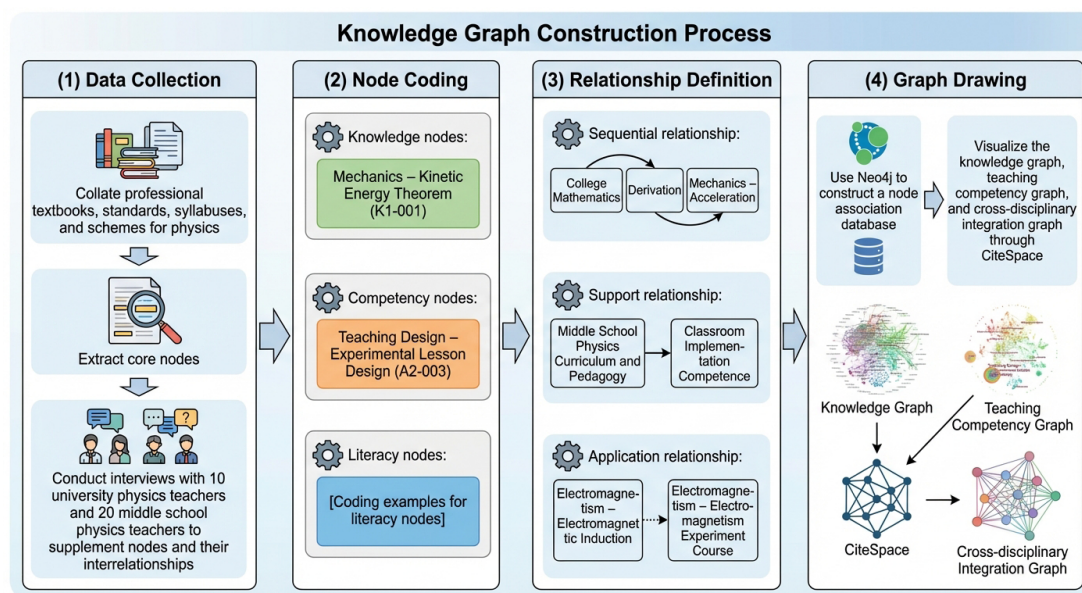 Knowledge Graph Construction Process
(1) Data Collection
Collate professional
textbooks, standards, syllabuses,
and schemes for physics
Extract core nodes
?
Conduct interviews with 10
university physics teachers
and 20 middle school
physics teachers to
supplement nodes and their
interrelationships
(2) Node Coding
Knowledge nodes:
Mechanics – Kinetic
Energy Theorem
(K1-001)
Competency nodes:
Teaching Design –
Experimental Lesson
Design (A2-003)
Literacy nodes:
[Coding examples for
literacy nodes]
(3) Relationship Definition
Sequential relationship:
College
Mathematics
Derivation
Mechanics –
Acceleration
Support relationship:
Middle School
Physics
Curriculum and
Pedagogy
Classroom
Implemen-
tation
Competence
Application relationship:
Electromagne-
tism –
Electromagnet
tic Induction
Electromagne-
tism – Electro-
magnetism
Experiment
Course
(4) Graph Drawing
Use Neo4j to
construct a node
association
database
Visualize the
knowledge graph,
teaching
competency graph,
and cross-disciplinary
integration graph
through
CiteSpace
Knowledge Graph
Teaching
Competency Graph
CiteSpace
Cross-disciplinary
Integration Graph